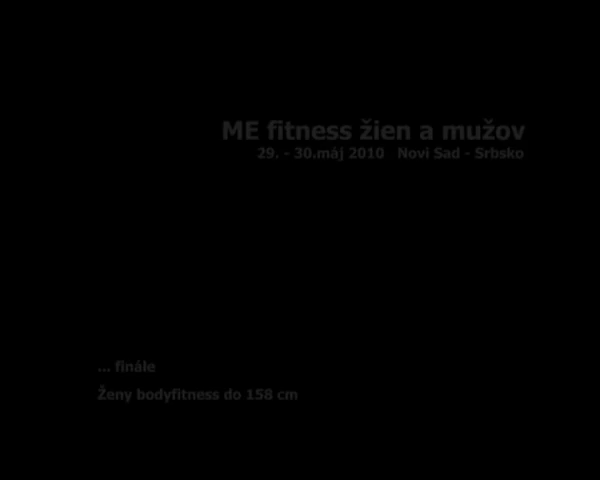 ME fitness žien a mužov
29. - 30.máj 2010 Novi Sad - Srbsko
... finále
Ženy bodyfitness do 158 cm